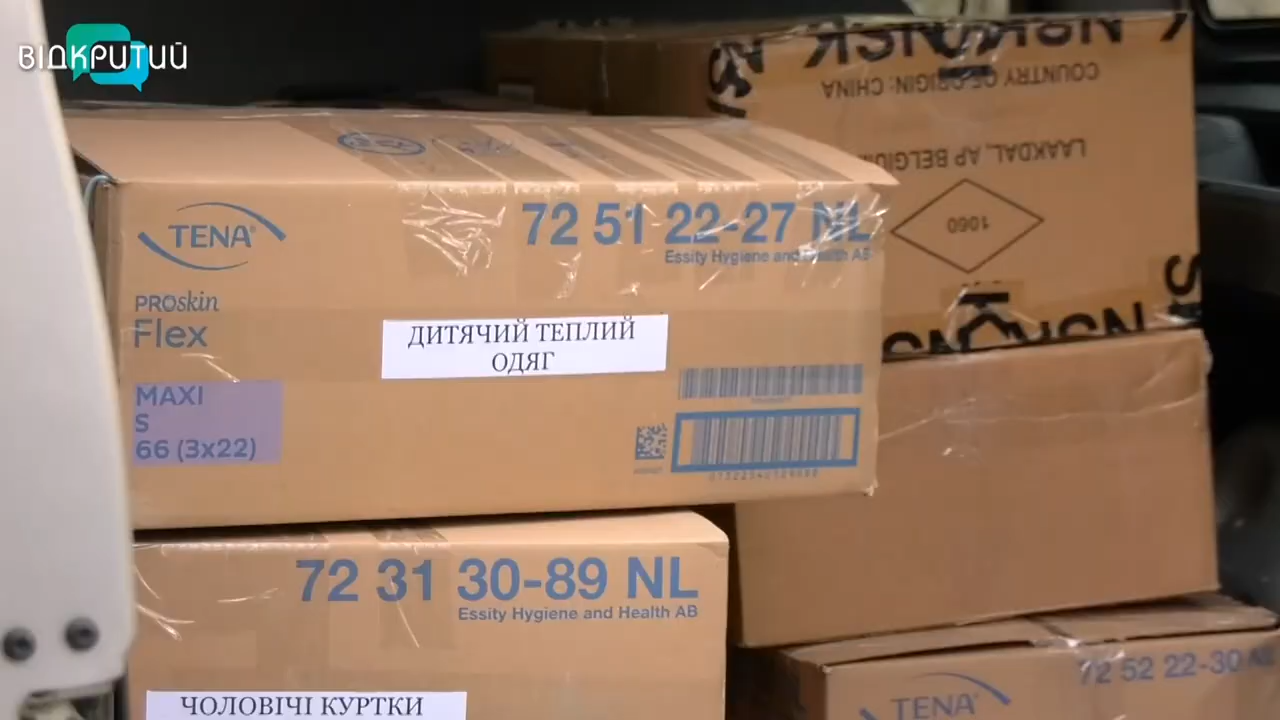 ВІДКРИТИЙ
COUNTRY OF ORIGIN: CHINA
LAAKDAL, AP BELGIUM
1060
TENA
72 51 22-27 NL
Essity Hygiene and Health AB
PROskin
Flex
ДИТЯЧИЙ ТЕПЛИЙ
ОДЯГ
MAXI
S
66 (3x22)
72 31 30-89 NL
Essity Hygiene and Health AB
ЧОЛОВІЧІ КУРТКИ
TENA
72 52 22-30